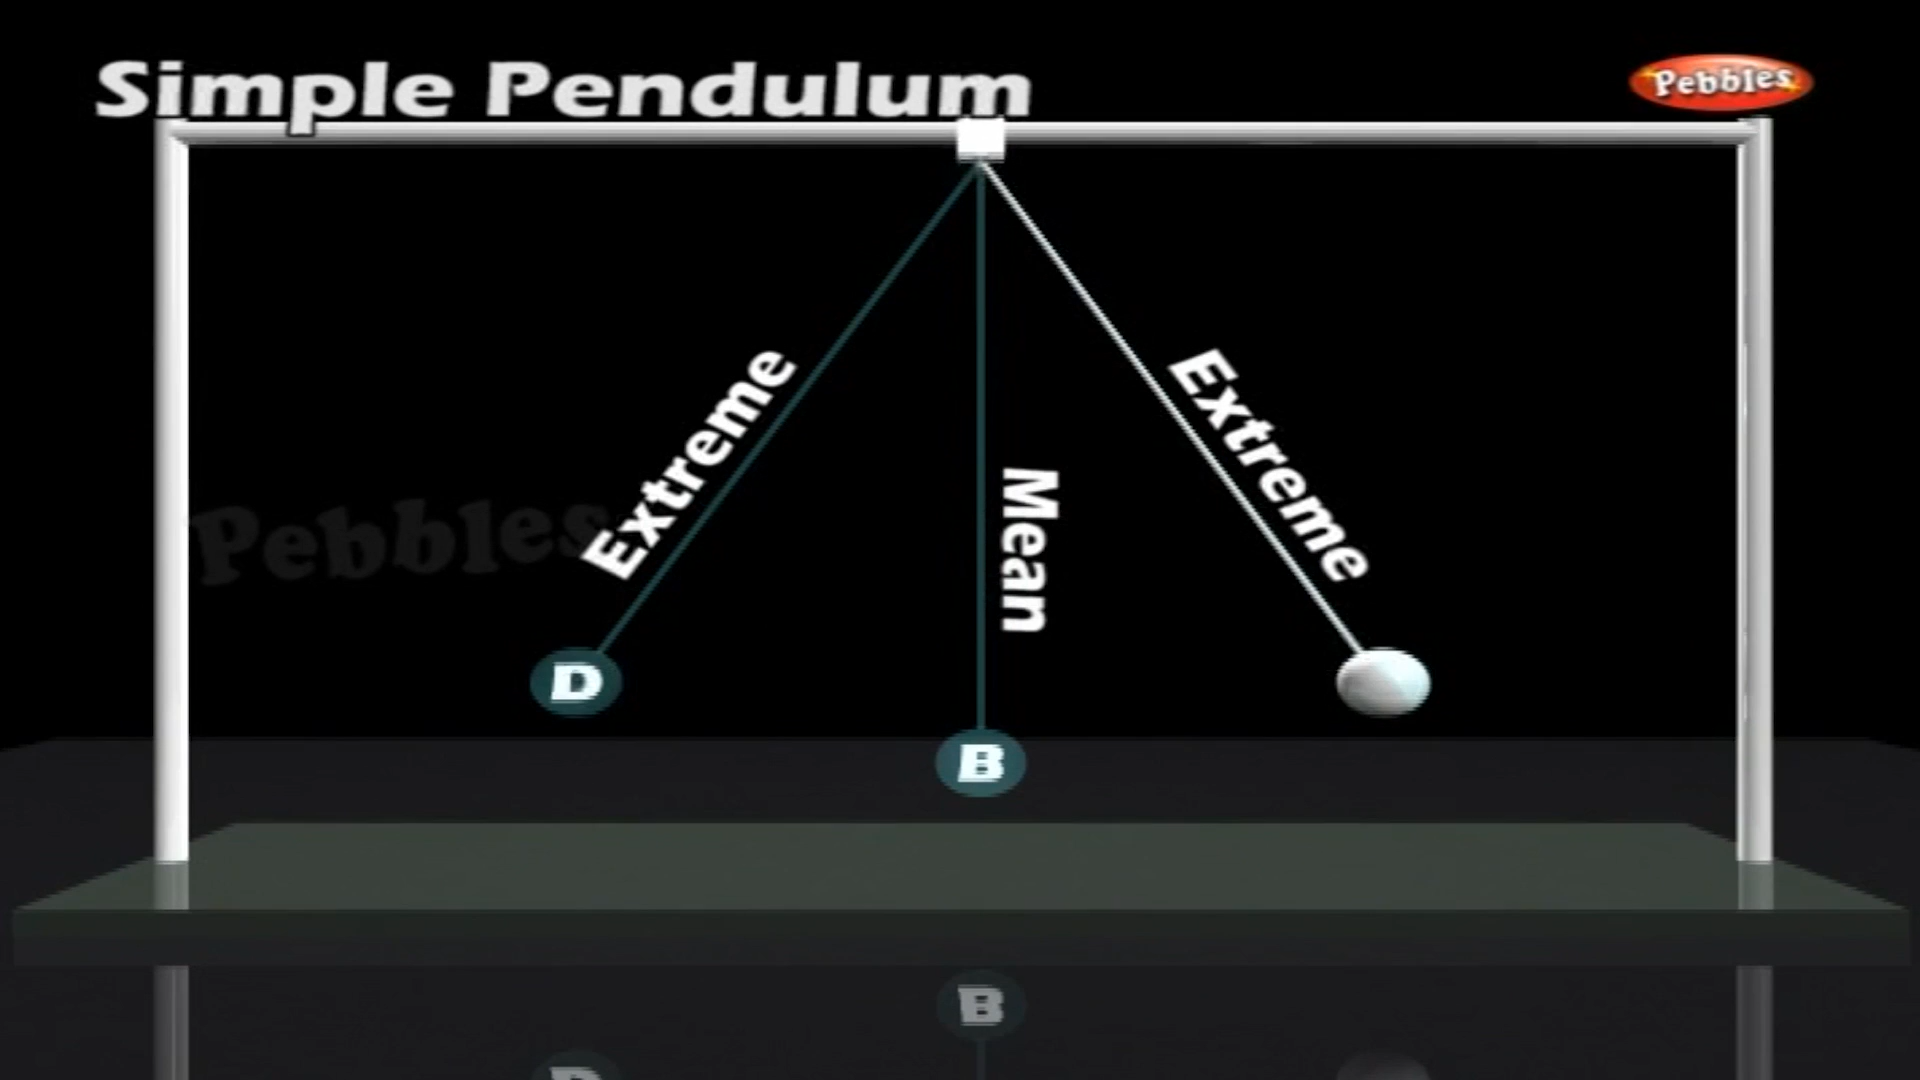 Simple Pendulum
Pebbles
Extreme
Extreme
Mean
Pebbles
D
B
B
D